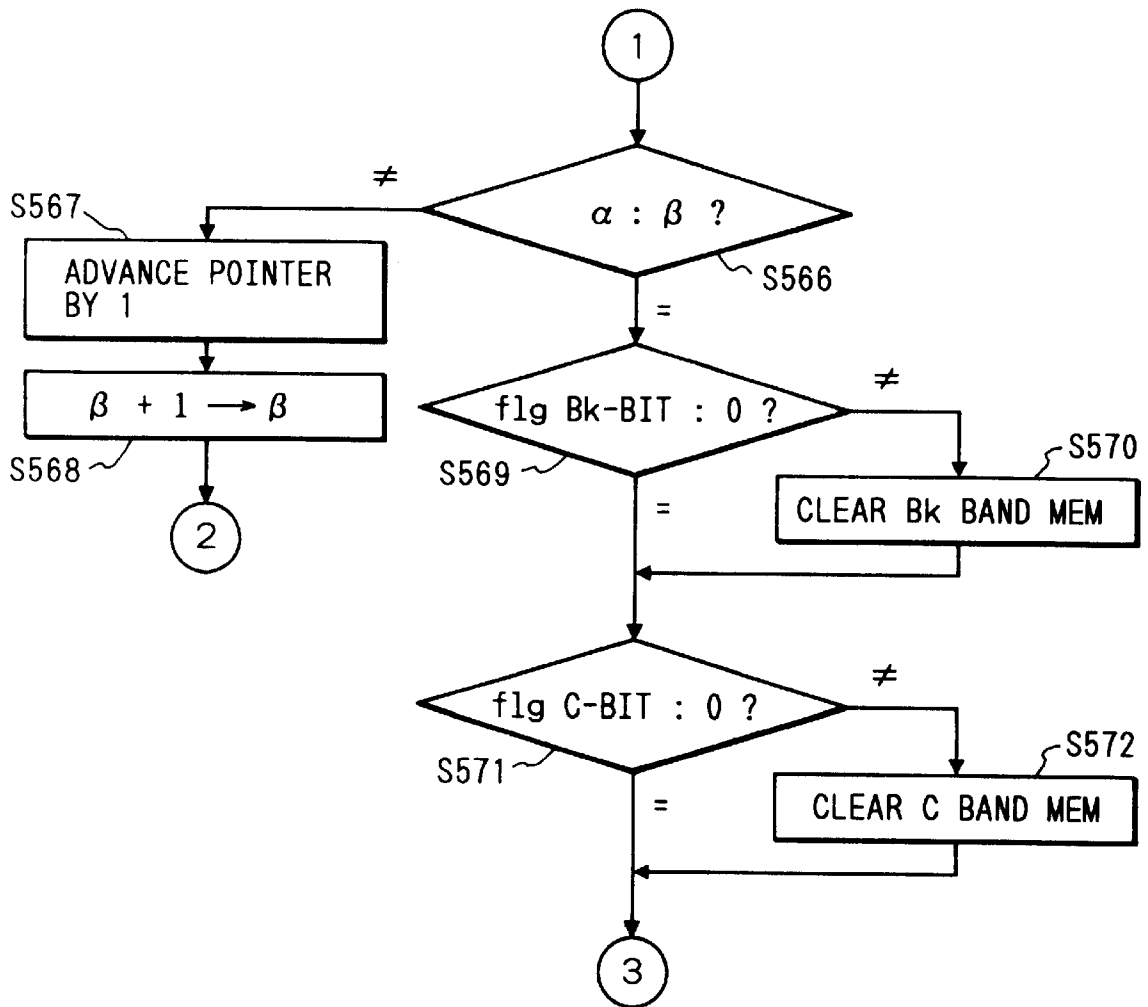 1
≠
α : β ?
S566
S567
ADVANCE POINTER
BY 1
=
β + 1 → β
S568
2
flg Bk-BIT : 0 ?
≠
S569
=
S570
CLEAR Bk BAND MEM
flg C-BIT : 0 ?
≠
S571
=
S572
CLEAR C BAND MEM
3